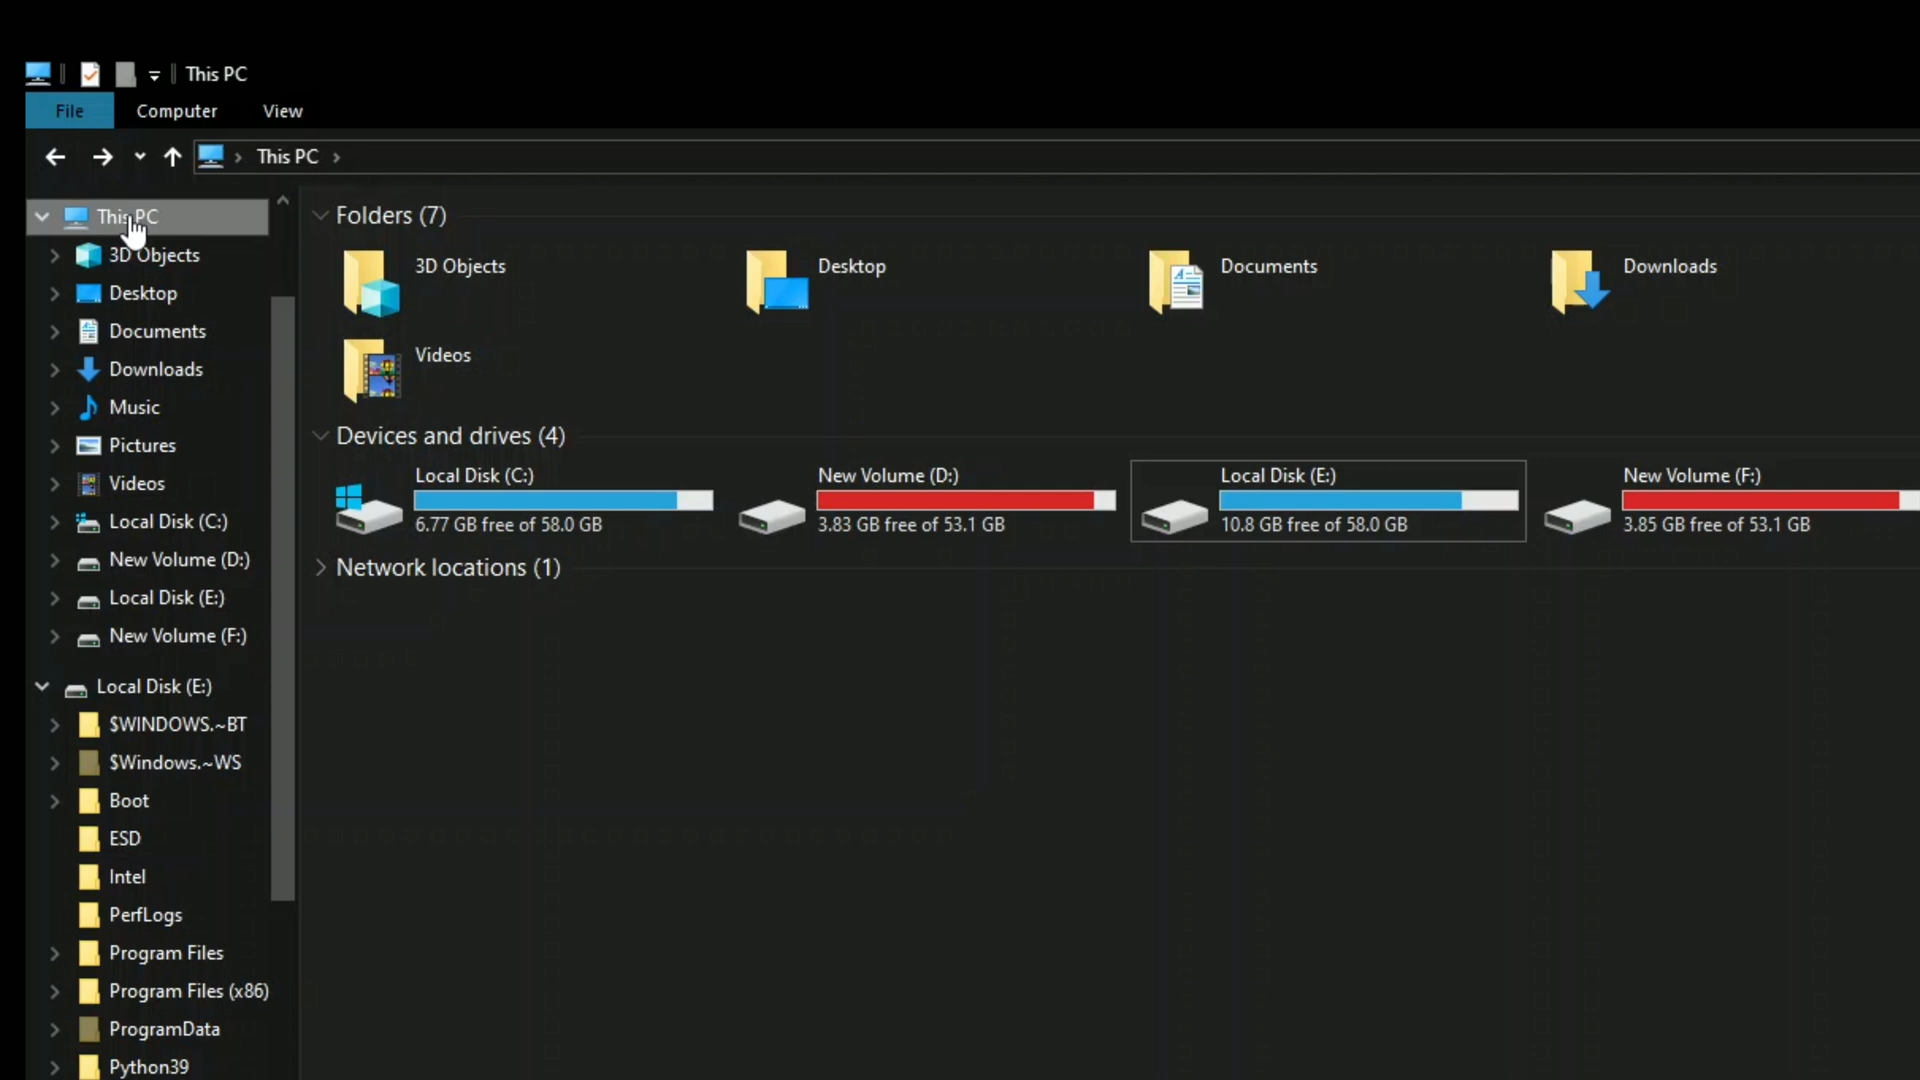 This PC
File Computer View
This PC
This PC
3D Objects
Desktop
Documents
Downloads
Music
Pictures
Videos
Local Disk (C:)
New Volume (D:)
Local Disk (E:)
New Volume (F:)
Local Disk (E:)
$WINDOWS.~BT
$Windows.~WS
Boot
ESD
Intel
PerfLogs
Program Files
Program Files (x86)
ProgramData
Python39
Folders (7)
3D Objects Desktop Documents Downloads
Videos
Devices and drives (4)
Local Disk (C:) New Volume (D:) Local Disk (E:) New Volume (F:)
6.77 GB free of 58.0 GB 3.83 GB free of 53.1 GB 10.8 GB free of 58.0 GB 3.85 GB free of 53.1 GB
Network locations (1)